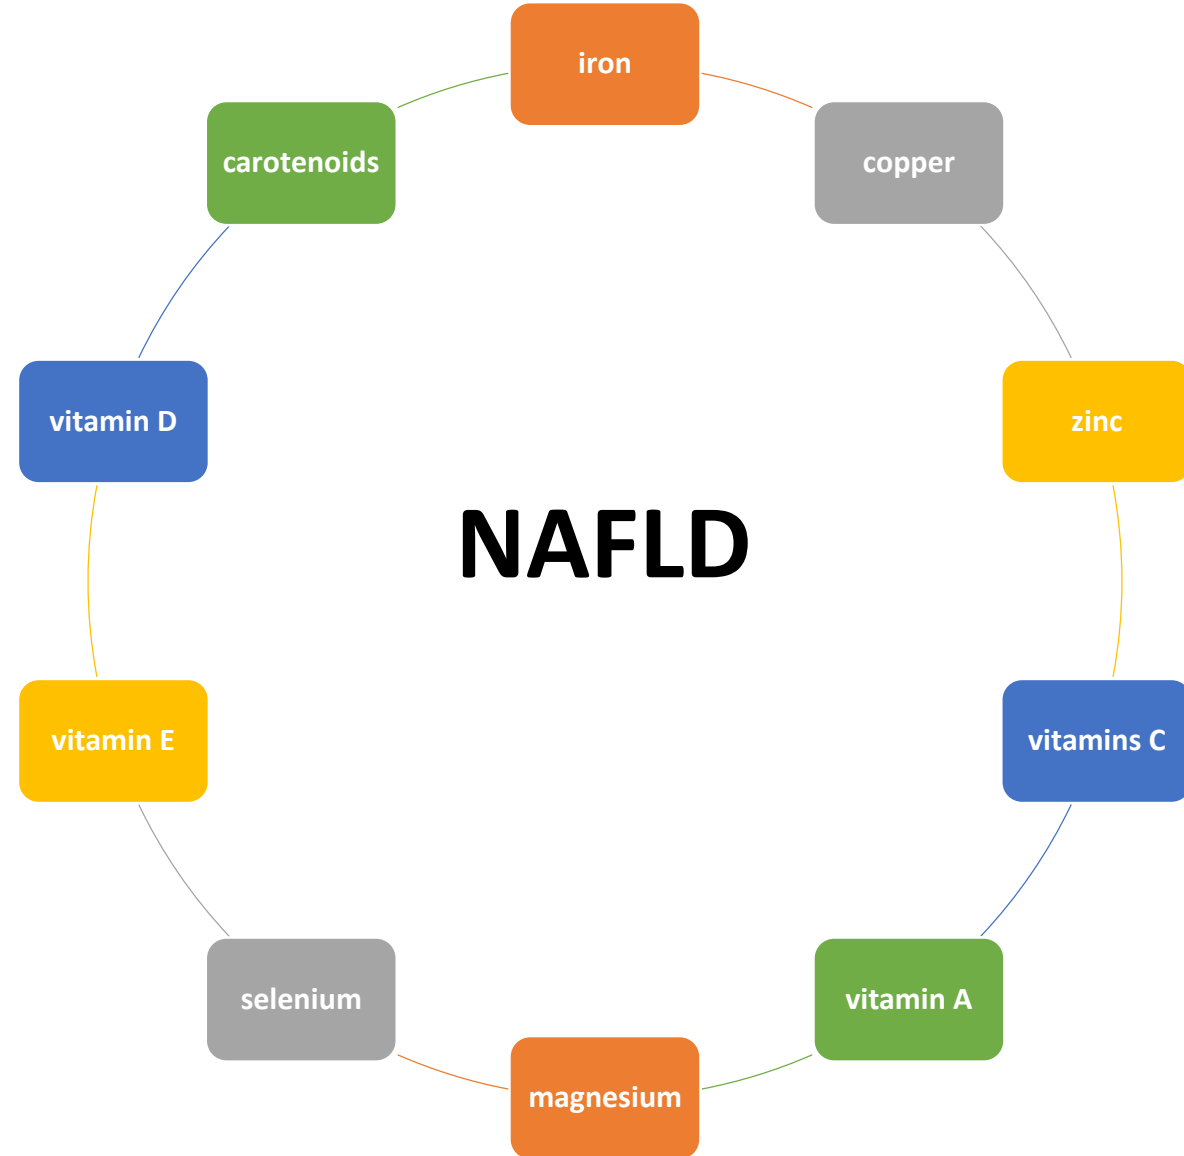 iron
copper
zinc
vitamins C
vitamin A
magnesium
selenium
vitamin E
vitamin D
carotenoids
NAFLD